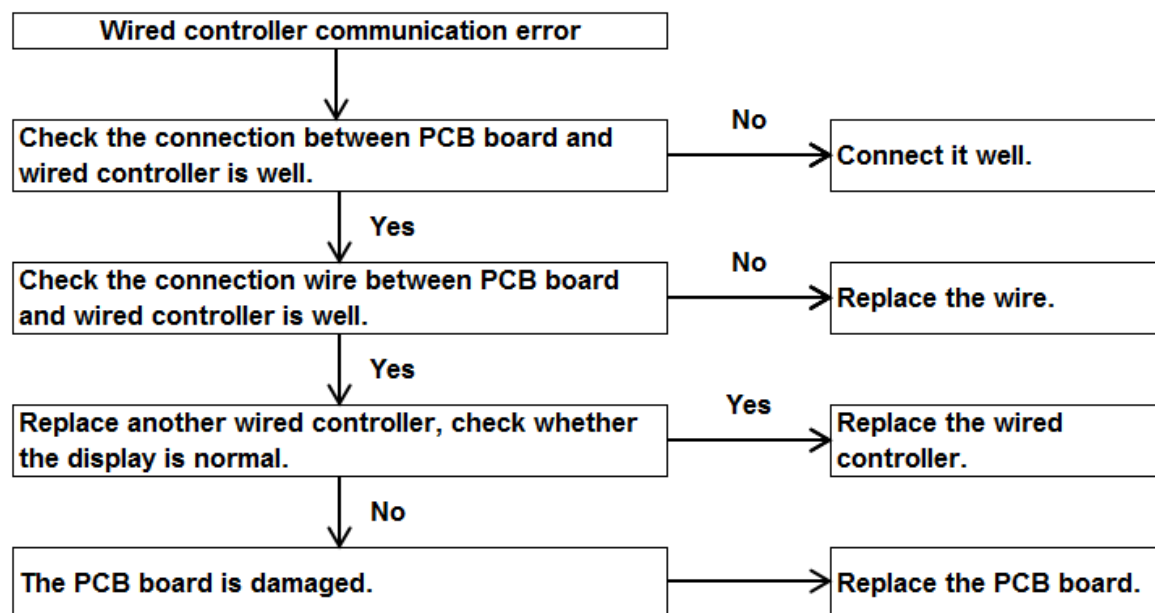 Wired controller communication error
Check the connection between PCB board and
wired controller is well.
No
Connect it well.
Yes
Check the connection wire between PCB board
and wired controller is well.
No
Replace the wire.
Yes
Replace another wired controller, check whether
the display is normal.
Yes
Replace the wired
controller.
No
The PCB board is damaged.
Replace the PCB board.